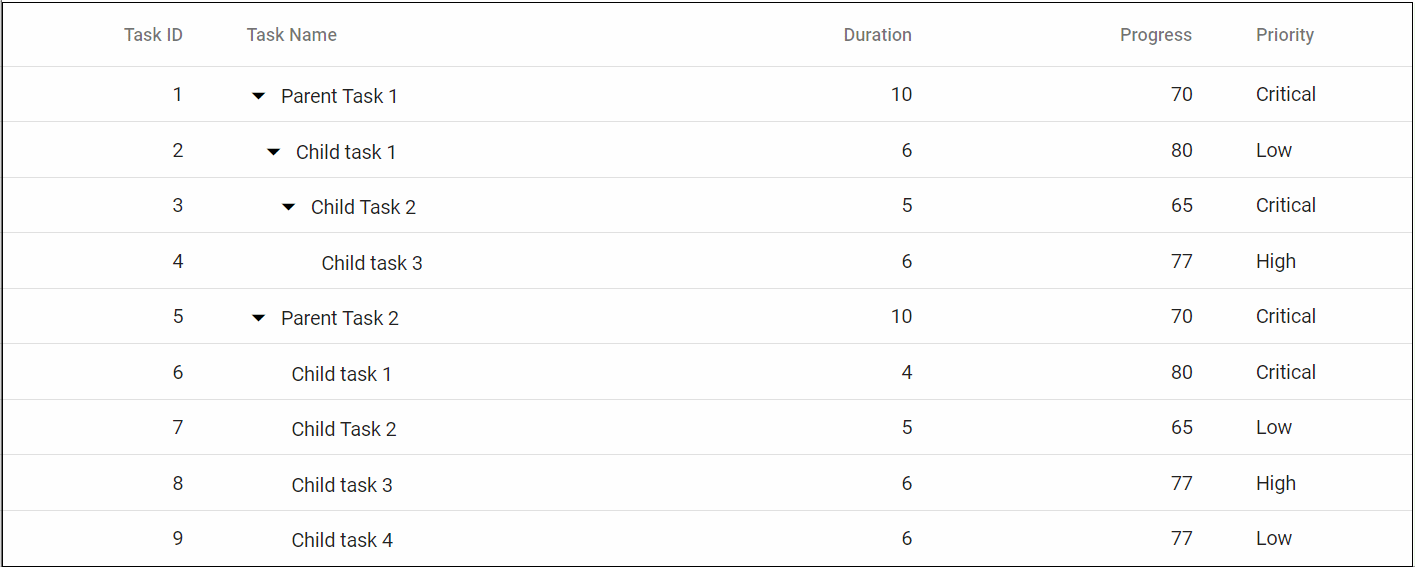 Task ID Task Name Duration Progress Priority
1 Parent Task 1 10 70 Critical
2 Child task 1 6 80 Low
3 Child Task 2 5 65 Critical
4 Child task 3 6 77 High
5 Parent Task 2 10 70 Critical
6 Child task 1 4 80 Critical
7 Child Task 2 5 65 Low
8 Child task 3 6 77 High
9 Child task 4 6 77 Low